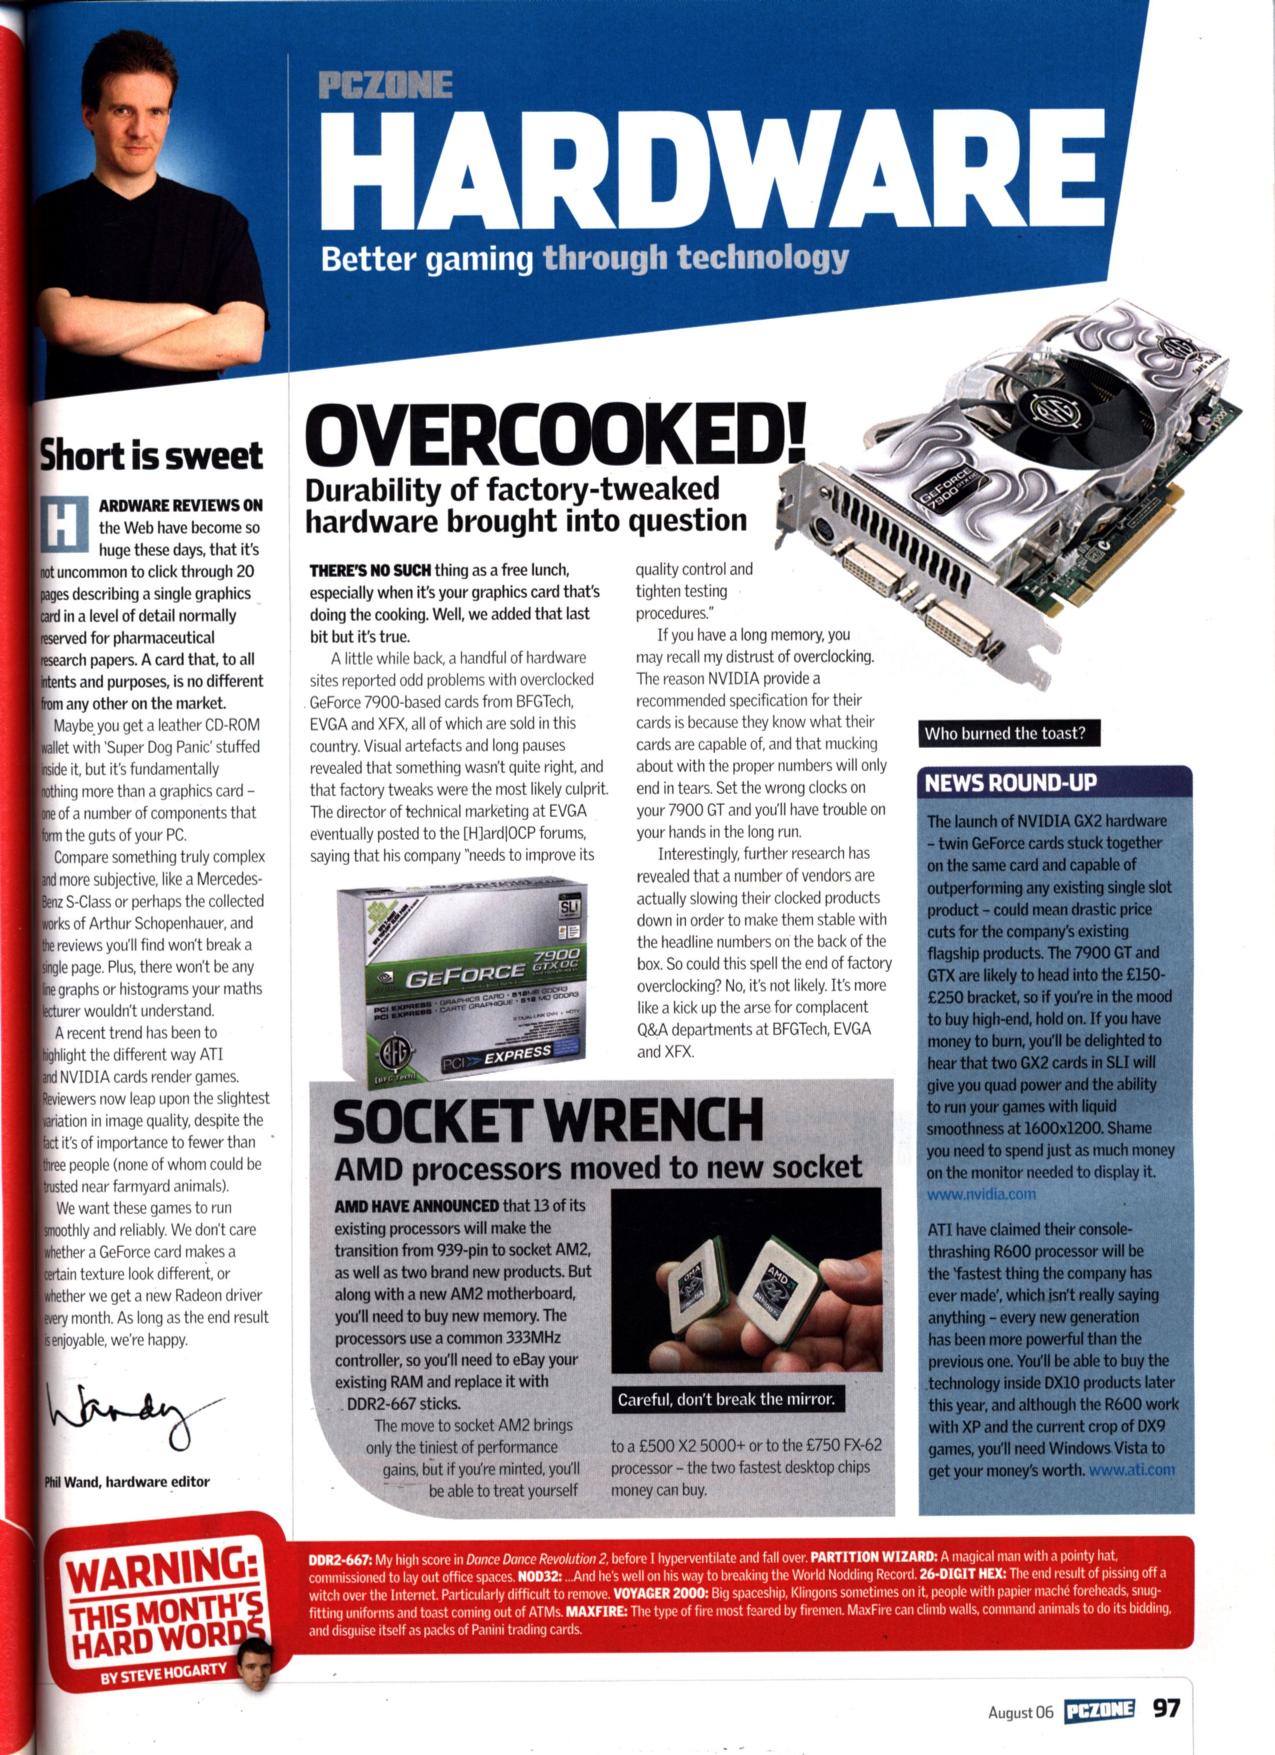 PCZONE
HARDWARE
Better gaming through technology
Short is sweet
HARDWARE REVIEWS ON
the Web have become so
huge these days, that it's
not uncommon to click through 20
pages describing a single graphics
card in a level of detail normally
reserved for pharmaceutical
research papers. A card that, to all
intents and purposes, is no different
from any other on the market.
Maybe you get a leather CD-ROM
wallet with 'Super Dog Panic' stuffed
inside it, but it's fundamentally
nothing more than a graphics card –
one of a number of components that
form the guts of your PC.
Compare something truly complex
and more subjective, like a Mercedes-
Benz S-Class or perhaps the collected
works of Arthur Schopenhauer, and
the reviews you'll find won't break a
single page. Plus, there won't be any
line graphs or histograms your maths
lecturer wouldn't understand.
A recent trend has been to
highlight the different way ATI
and NVIDIA cards render games.
Reviewers now leap upon the slightest
variation in image quality, despite the
fact it's of importance to fewer than
three people (none of whom could be
trusted near farmyard animals).
We want these games to run
smoothly and reliably. We don't care
whether a GeForce card makes a
certain texture look different, or
whether we get a new Radeon driver
every month. As long as the end result
is enjoyable, we're happy.
Wandy
Phil Wand, hardware editor
OVERCOOKED!
Durability of factory-tweaked
hardware brought into question
THERE'S NO SUCH thing as a free lunch,
especially when it's your graphics card that's
doing the cooking. Well, we added that last
bit but it's true.
A little while back, a handful of hardware
sites reported odd problems with overclocked
GeForce 7900-based cards from BFGTech,
EVGA and XFX, all of which are sold in this
country. Visual artefacts and long pauses
revealed that something wasn't quite right, and
that factory tweaks were the most likely culprit.
The director of technical marketing at EVGA
eventually posted to the [H]ard|OCP forums,
saying that his company "needs to improve its
quality control and
tighten testing
procedures."
If you have a long memory, you
may recall my distrust of overclocking.
The reason NVIDIA provide a
recommended specification for their
cards is because they know what their
cards are capable of, and that mucking
about with the proper numbers will only
end in tears. Set the wrong clocks on
your 7900 GT and you'll have trouble on
your hands in the long run.
Interestingly, further research has
revealed that a number of vendors are
actually slowing their clocked products
down in order to make them stable with
the headline numbers on the back of the
box. So could this spell the end of factory
overclocking? No, it's not likely. It's more
like a kick up the arse for complacent
Q&A departments at BFGTech, EVGA
and XFX.
SLI
GEFORCE 7900
GTX OC
PCI EXPRESS • GRAPHICS CARD • 512MB GDDR3
PCI EXPRESS • CARTE GRAPHIQUE • 512 MO GDDR3
BFG
[BFG Tech]
PCI EXPRESS
BFG
BFG
GEFORCE
7900 GTX OC
Who burned the toast?
SOCKET WRENCH
AMD processors moved to new socket
AMD HAVE ANNOUNCED that 13 of its
existing processors will make the
transition from 939-pin to socket AM2,
as well as two brand new products. But
along with a new AM2 motherboard,
you'll need to buy new memory. The
processors use a common 333MHz
controller, so you'll need to eBay your
existing RAM and replace it with
DDR2-667 sticks.
The move to socket AM2 brings
only the tiniest of performance
gains, but if you're minted, you'll
be able to treat yourself
AMD
64
Careful, don't break the mirror.
to a £500 X2 5000+ or to the £750 FX-62
processor – the two fastest desktop chips
money can buy.
NEWS ROUND-UP
The launch of NVIDIA GX2 hardware
– twin GeForce cards stuck together
on the same card and capable of
outperforming any existing single slot
product – could mean drastic price
cuts for the company's existing
flagship products. The 7900 GT and
GTX are likely to head into the £150-
£250 bracket, so if you're in the mood
to buy high-end, hold on. If you have
money to burn, you'll be delighted to
hear that two GX2 cards in SLI will
give you quad power and the ability
to run your games with liquid
smoothness at 1600x1200. Shame
you need to spend just as much money
on the monitor needed to display it.
www.nvidia.com
ATI have claimed their console-
thrashing R600 processor will be
the 'fastest thing the company has
ever made', which isn't really saying
anything – every new generation
has been more powerful than the
previous one. You'll be able to buy the
technology inside DX10 products later
this year, and although the R600 work
with XP and the current crop of DX9
games, you'll need Windows Vista to
get your money's worth. www.ati.com
WARNING:
THIS MONTH'S
HARD WORDS
BY STEVE HOGARTY
DDR2-667: My high score in Dance Dance Revolution 2, before I hyperventilate and fall over. PARTITION WIZARD: A magical man with a pointy hat,
commissioned to lay out office spaces. NOD32: ...And he's well on his way to breaking the World Nodding Record. 26-DIGIT HEX: The end result of pissing off a
witch over the Internet. Particularly difficult to remove. VOYAGER 2000: Big spaceship, Klingons sometimes on it, people with papier maché foreheads, snug-
fitting uniforms and toast coming out of ATMs. MAXFIRE: The type of fire most feared by firemen. MaxFire can climb walls, command animals to do its bidding,
and disguise itself as packs of Panini trading cards.
August 06 PCZONE 97